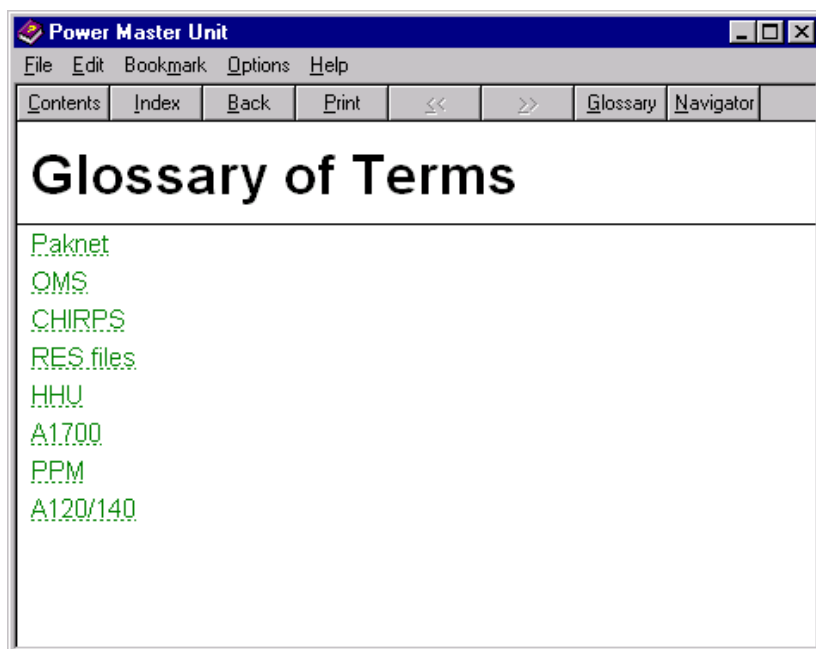 Power Master Unit
File Edit Bookmark Options Help
Contents Index Back Print << >> Glossary Navigator
Glossary of Terms
Paknet
OMS
CHIRPS
RES files
HHU
A1700
PPM
A120/140